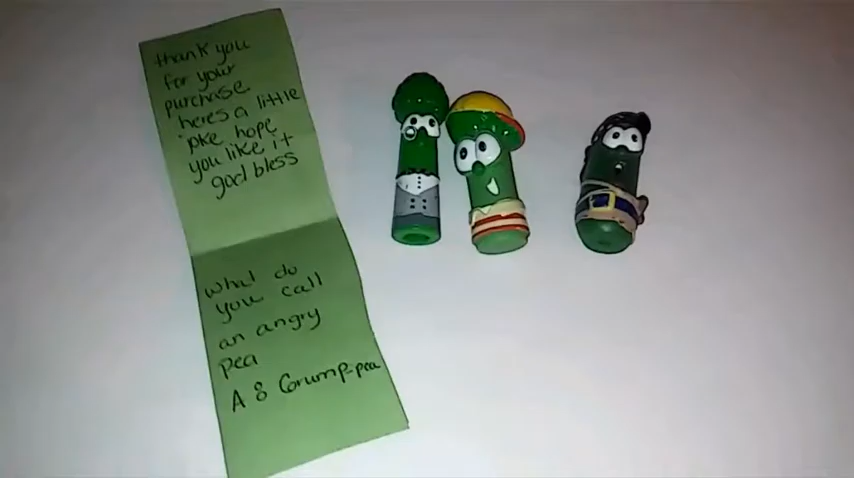 thank you
for your
purchase
heres a little
joke hope
you like it
god bless
what do
you call
an angry
pea
A 8 Grump-pea